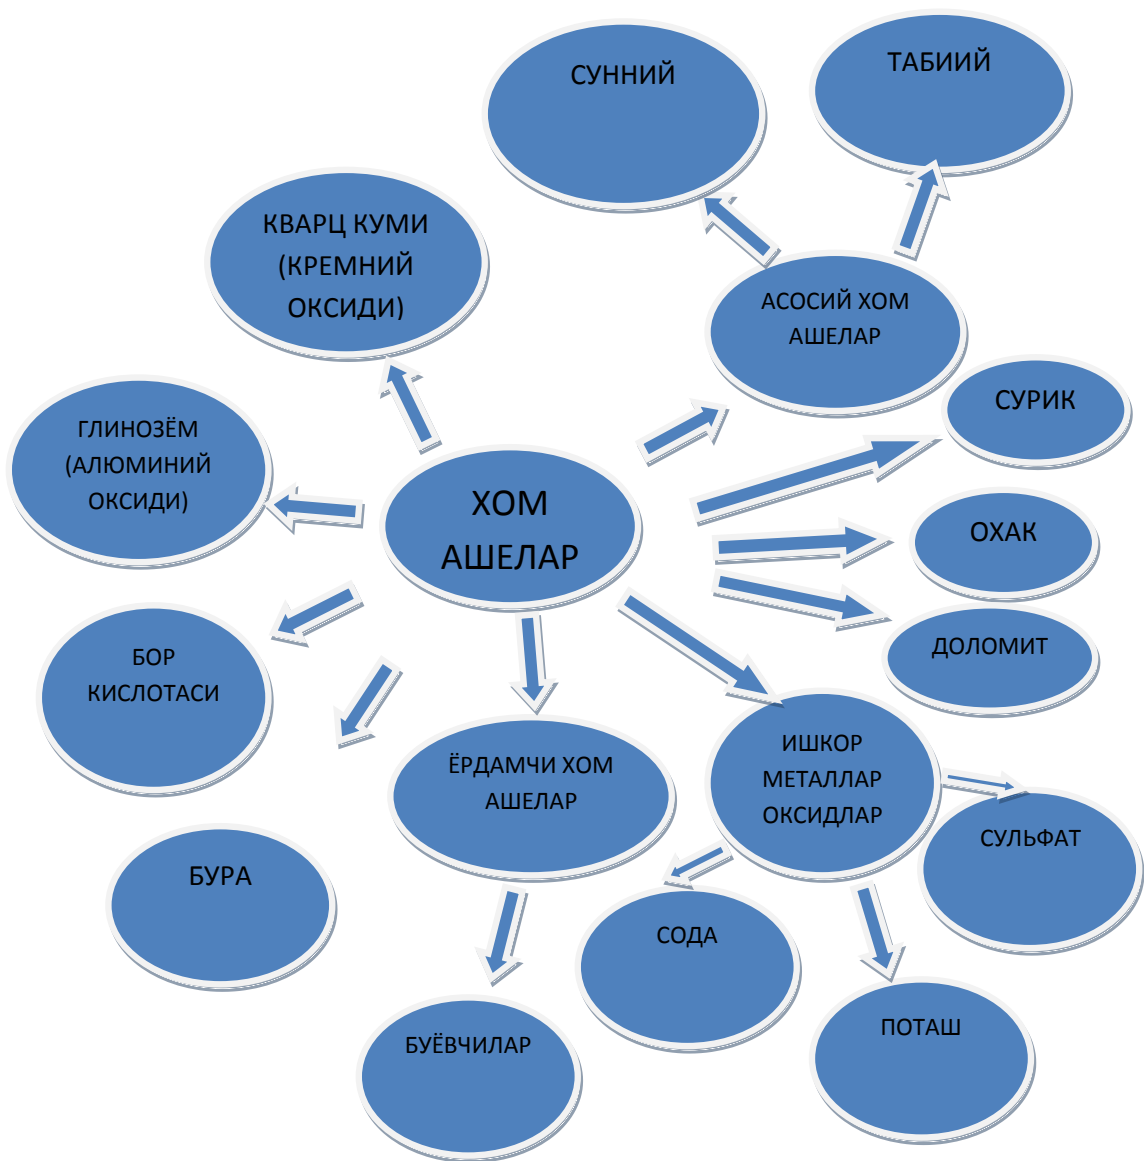 СУННИЙ
ТАБИИЙ
КВАРЦ КУМИ
(КРЕМНИЙ
ОКСИДИ)
АСОСИЙ ХОМ
АШЕЛАР
СУРИК
ГЛИНОЗЁМ
(АЛЮМИНИЙ
ОКСИДИ)
ХОМ
АШЕЛАР
ОХАК
ДОЛОМИТ
БОР
КИСЛОТАСИ
ЁРДАМЧИ ХОМ
АШЕЛАР
ИШКОР
МЕТАЛЛАР
ОКСИДЛАР
СУЛЬФАТ
БУРА
СОДА
БУЁВЧИЛАР
ПОТАШ